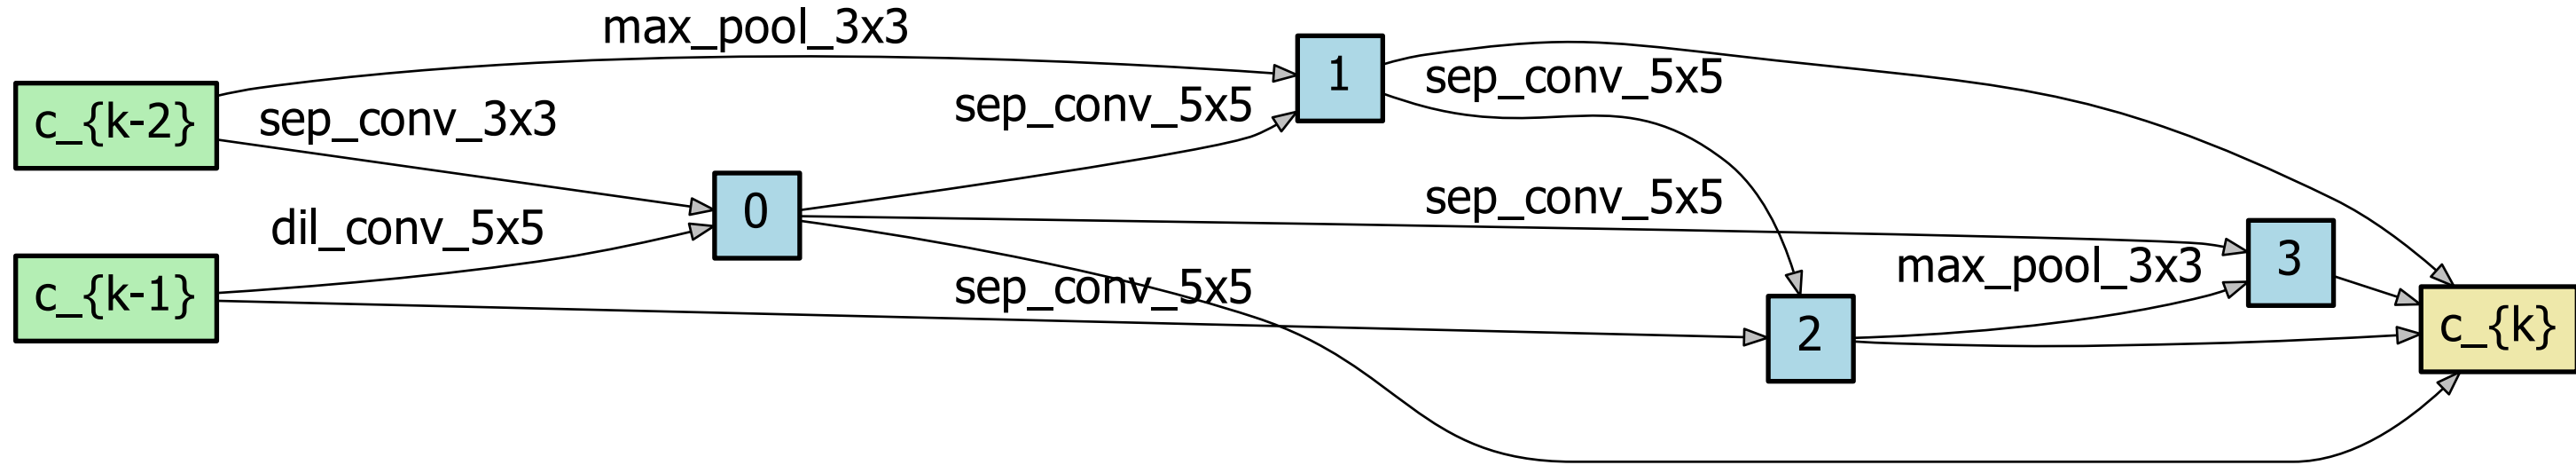 max_pool_3x3
c_{k-2}
sep_conv_3x3
sep_conv_5x5
1
sep_conv_5x5
dil_conv_5x5
0
sep_conv_5x5
c_{k-1}
sep_conv_5x5
max_pool_3x3
3
2
c_{k}